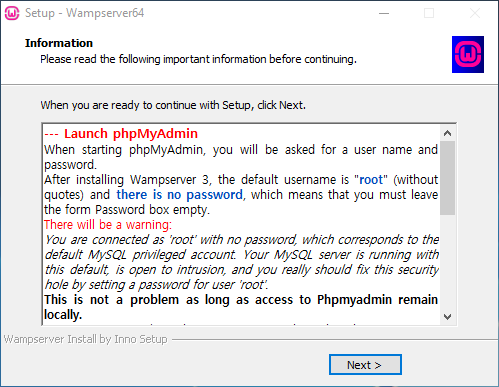 Setup - Wampserver64
Information
Please read the following important information before continuing.
When you are ready to continue with Setup, click Next.
--- Launch phpMyAdmin
When starting phpMyAdmin, you will be asked for a user name and
password.
After installing Wampserver 3, the default username is "root" (without
quotes) and there is no password, which means that you must leave
the form Password box empty.
There will be a warning:
You are connected as 'root' with no password, which corresponds to the
default MySQL privileged account. Your MySQL server is running with
this default, is open to intrusion, and you really should fix this security
hole by setting a password for user 'root'.
This is not a problem as long as access to Phpmyadmin remain
locally.
Wampserver Install by Inno Setup
Next >